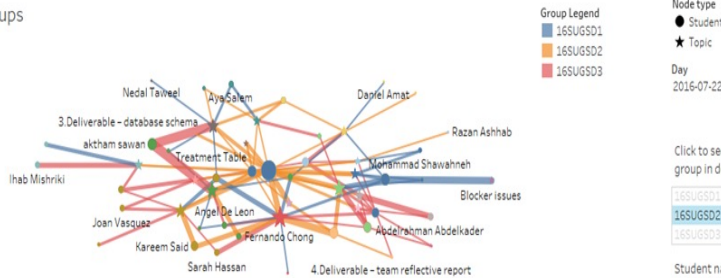 ups
Group Legend
16SUGSD1
16SUGSD2
16SUGSD3
Node type
Student
Topic
Day
2016-07-22
Click to se
group in d
16SUGSD1
16SUGSD2
16SUGSD3
Student n
Nedal Taweel
Aya Salem
Daniel Amat
3.Deliverable – database schema
aktham sawan
Razan Ashhab
Treatment Table
Mohammad Shawahneh
Ihab Mishriki
Blocker issues
Joan Vasquez
Angel De Leon
Kareem Said
Fernando Chong
Abdelrahman Abdelkader
Sarah Hassan
4.Deliverable – team reflective report